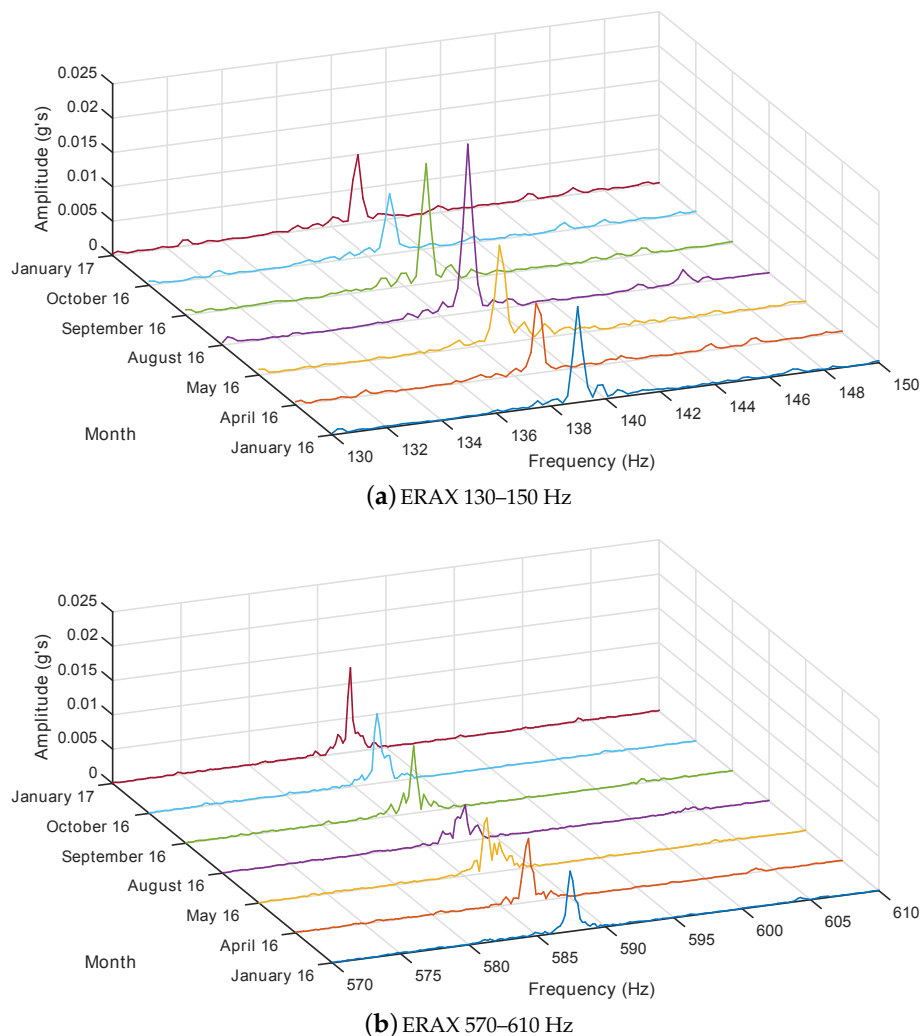 0.025
0.02
0.015
0.01
0.005
0
Amplitude (g's)
January 17
October 16
September 16
August 16
May 16
April 16
January 16
Month
130
132
134
136
138
140
142
144
146
148
150
Frequency (Hz)
(a) ERAX 130–150 Hz
0.025
0.02
0.015
0.01
0.005
0
Amplitude (g's)
January 17
October 16
September 16
August 16
May 16
April 16
January 16
Month
570
575
580
585
590
595
600
605
610
Frequency (Hz)
(b) ERAX 570–610 Hz